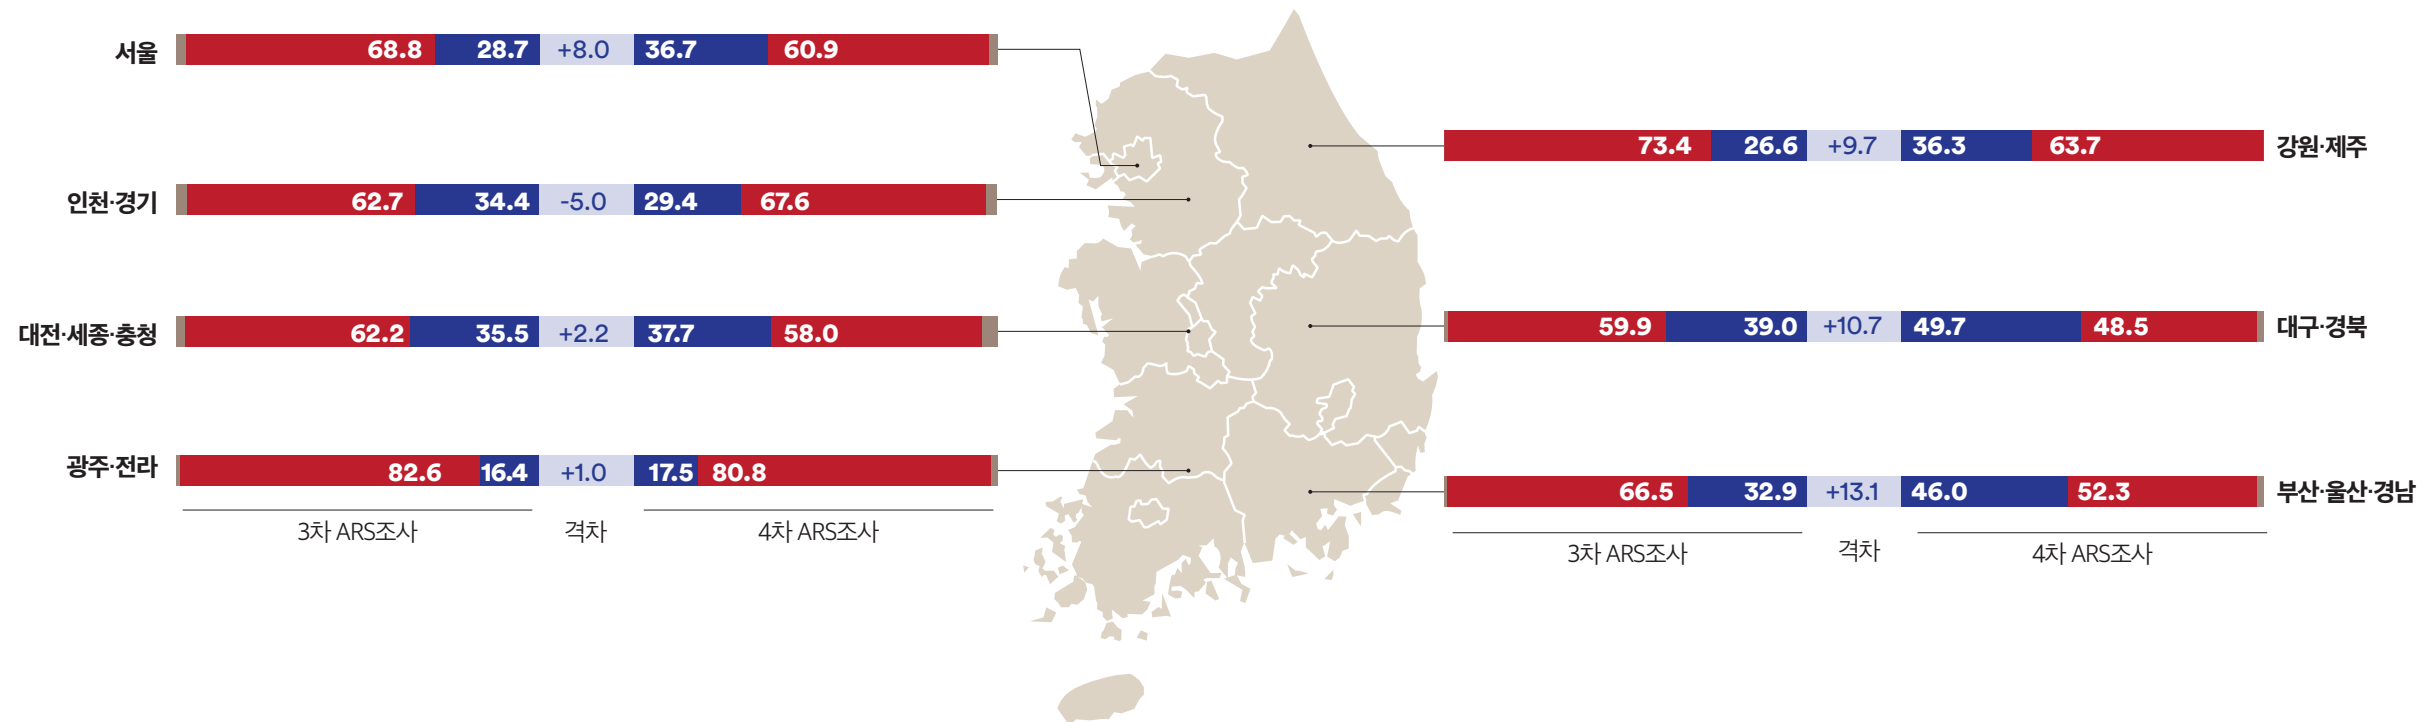 서울 68.8 28.7 +8.0 36.7 60.9
인천·경기 62.7 34.4 -5.0 29.4 67.6
대전·세종·충청 62.2 35.5 +2.2 37.7 58.0
광주·전라 82.6 16.4 +1.0 17.5 80.8
3차 ARS조사 격차 4차 ARS조사
73.4 26.6 +9.7 36.3 63.7 강원·제주
59.9 39.0 +10.7 49.7 48.5 대구·경북
66.5 32.9 +13.1 46.0 52.3 부산·울산·경남
3차 ARS조사 격차 4차 ARS조사